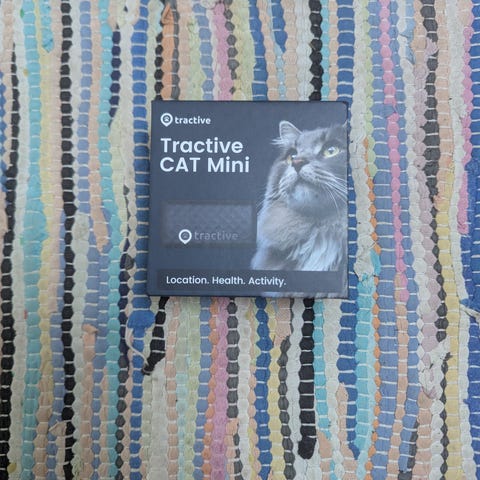 tractive
Tractive
CAT Mini
tractive
Location. Health. Activity.